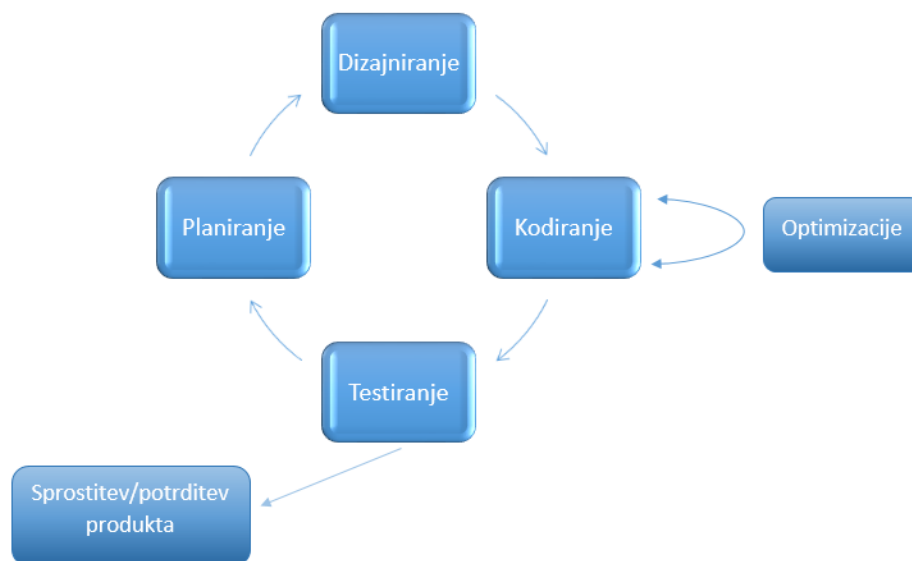 Dizajniranje
Planiranje
Kodiranje
Optimizacije
Testiranje
Sprostitev/potrditev
produkta